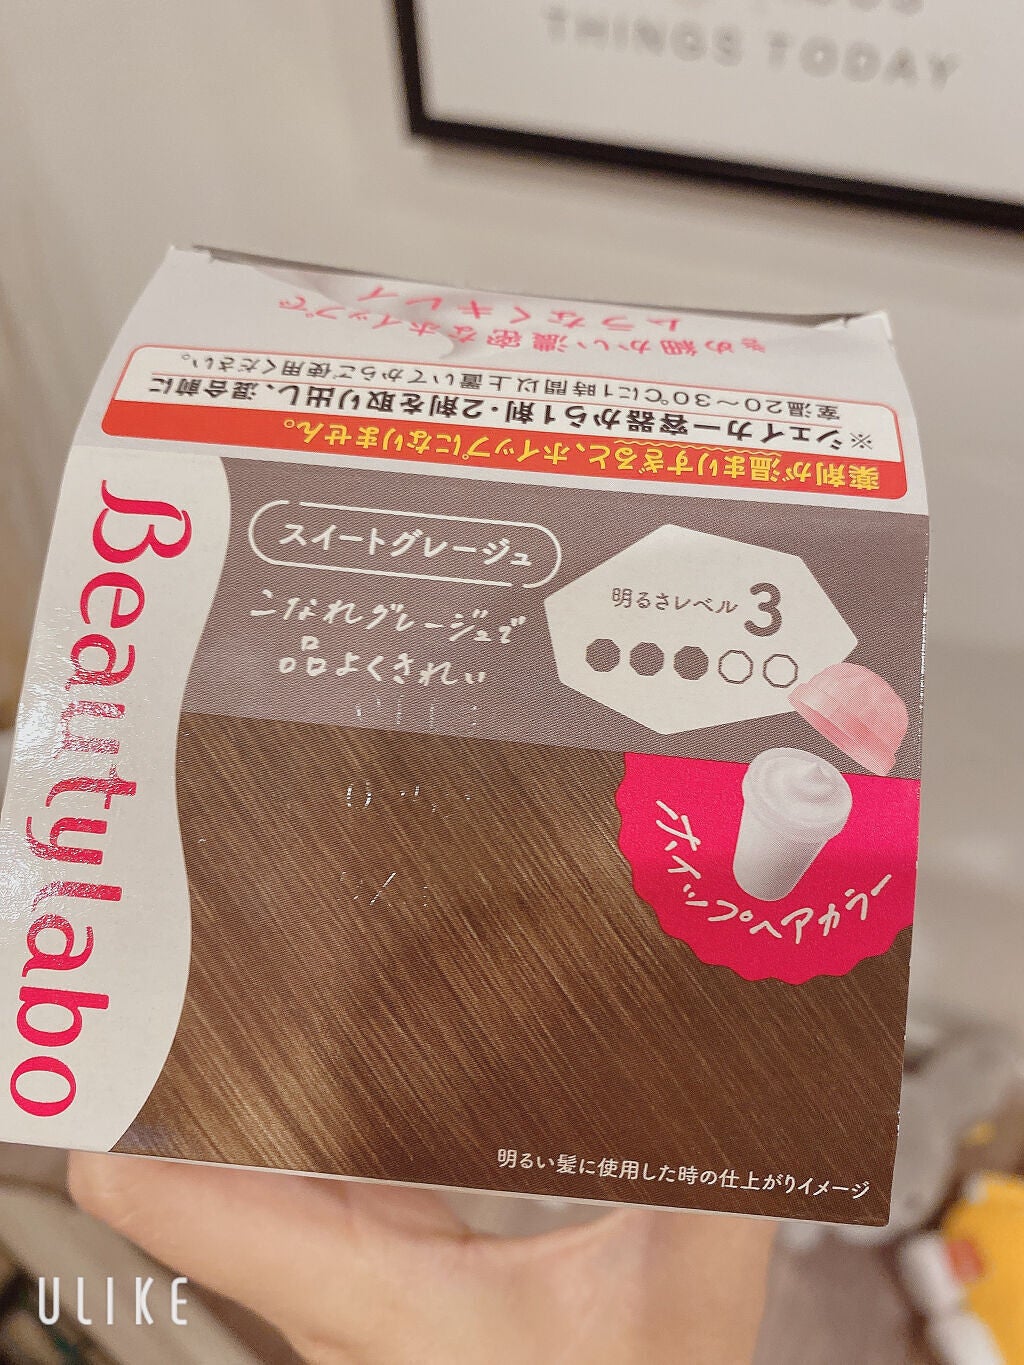 THINGS TODAY
きめ細かい濃密なホイップで
ムラなくキレイ
※シェイカー容器から1剤・2剤を取り出し、混合前に
室温20～30℃に1時間以上置いてからご使用ください。
薬剤が温まりすぎると、ホイップになりません。
Beautylabo
スイートグレージュ
こなれグレージュで
品よくきれい
明るさレベル 3
ホイップヘアカラー
明るい髪に使用した時の仕上がりイメージ
ULIKE